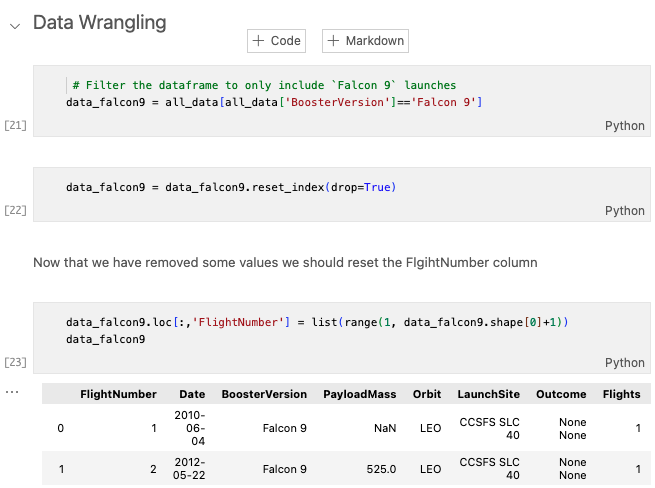 Data Wrangling
+ Code + Markdown
# Filter the dataframe to only include `Falcon 9` launches
data_falcon9 = all_data[all_data['BoosterVersion']=='Falcon 9']
[21] Python
data_falcon9 = data_falcon9.reset_index(drop=True)
[22] Python
Now that we have removed some values we should reset the FlgihtNumber column
data_falcon9.loc[:,'FlightNumber'] = list(range(1, data_falcon9.shape[0]+1))
data_falcon9
[23] Python
...
FlightNumber Date BoosterVersion PayloadMass Orbit LaunchSite Outcome Flights
0 1 2010-06-04 Falcon 9 NaN LEO CCSFS SLC 40 None None 1
1 2 2012-05-22 Falcon 9 525.0 LEO CCSFS SLC 40 None None 1